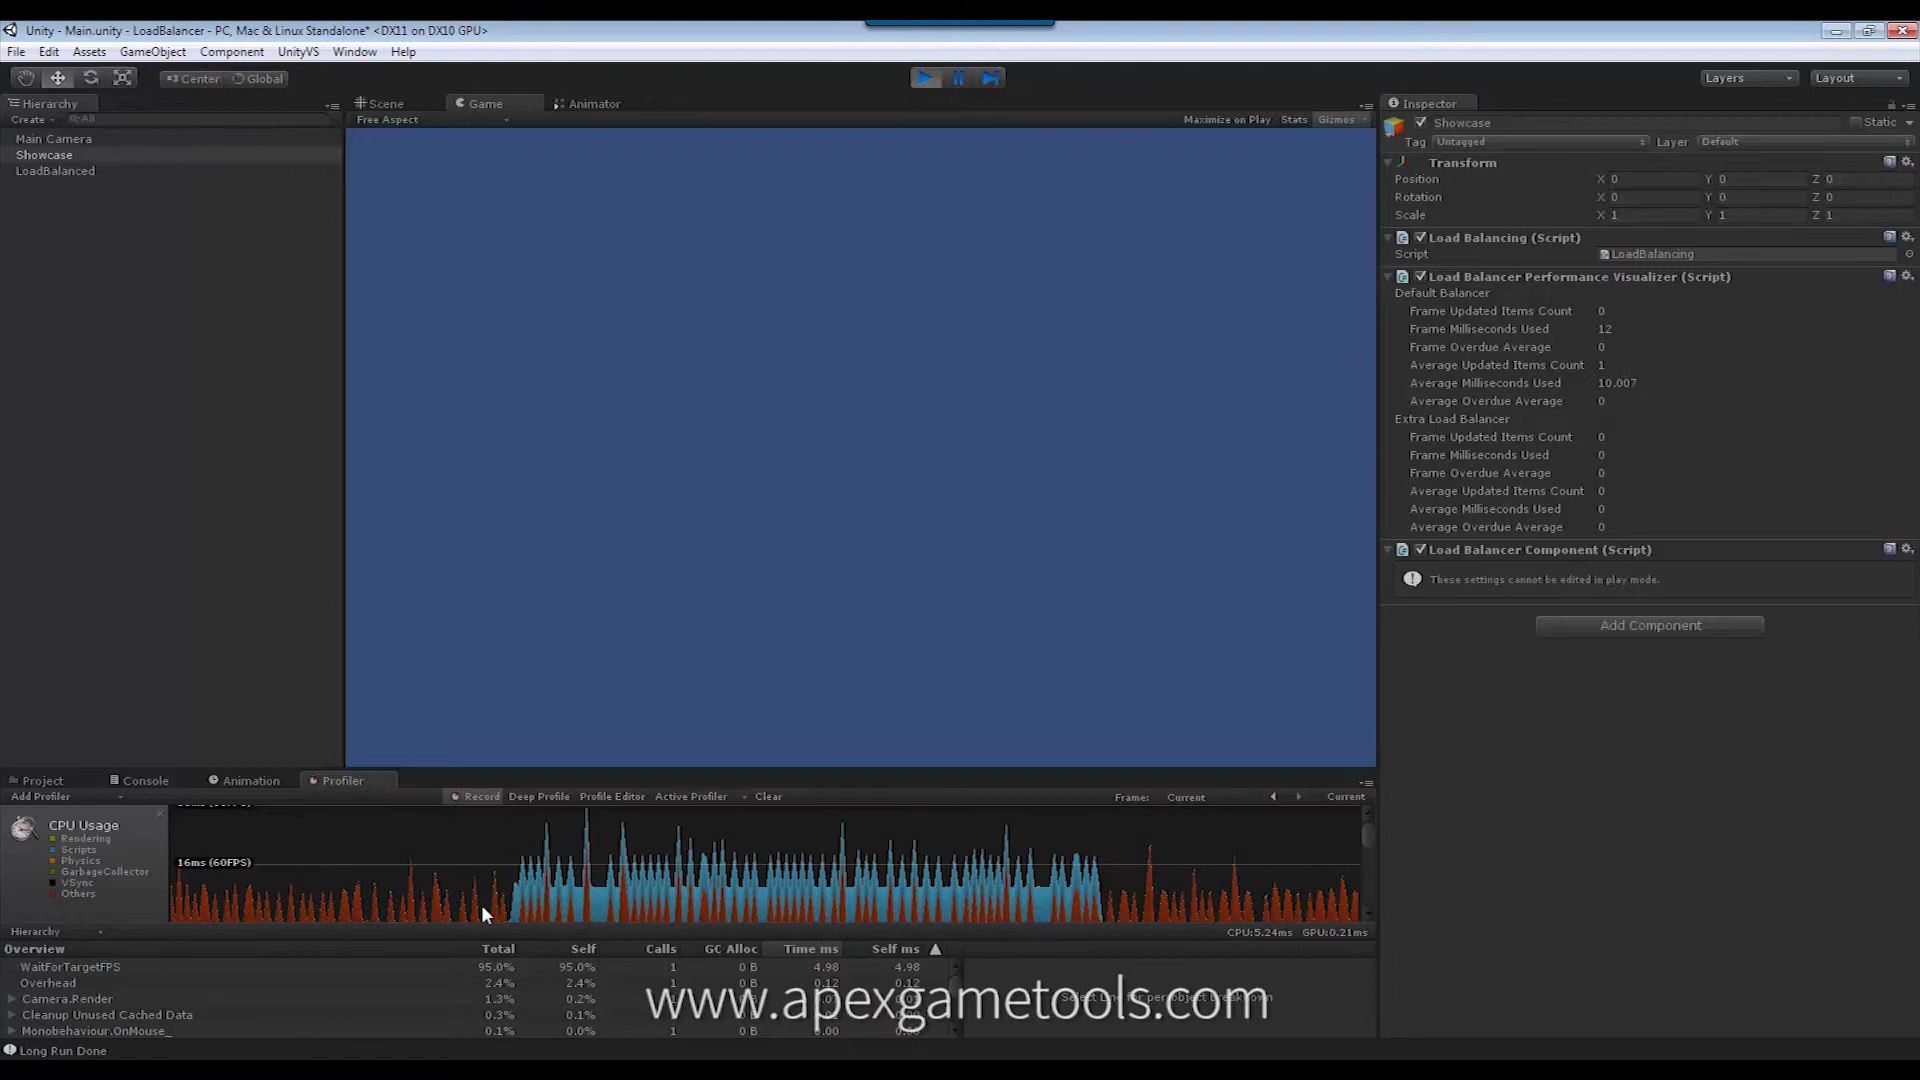 Unity - Main.unity - LoadBalancer - PC, Mac & Linux Standalone* <DX11 on DX10 GPU>
File Edit Assets GameObject Component UnityVS Window Help
Center Global Layers Layout
Hierarchy Scene Game Animator Inspector
Create All Free Aspect Maximize on Play Stats Gizmos Showcase Static
Main Camera
Showcase
LoadBalanced
Tag Untagged Layer Default
Transform
Position X 0 Y 0 Z 0
Rotation X 0 Y 0 Z 0
Scale X 1 Y 1 Z 1
Load Balancing (Script)
Script LoadBalancing
Load Balancer Performance Visualizer (Script)
Default Balancer
Frame Updated Items Count 0
Frame Milliseconds Used 12
Frame Overdue Average 0
Average Updated Items Count 1
Average Milliseconds Used 10.007
Average Overdue Average 0
Extra Load Balancer
Frame Updated Items Count 0
Frame Milliseconds Used 0
Frame Overdue Average 0
Average Updated Items Count 0
Average Milliseconds Used 0
Average Overdue Average 0
Load Balancer Component (Script)
These settings cannot be edited in play mode.
Add Component
Project Console Animation Profiler
Add Profiler Record Deep Profile Profile Editor Active Profiler Clear Frame: Current Current
CPU Usage
Rendering
Scripts
Physics
GarbageCollector
VSync
Others
16ms (60FPS)
Hierarchy CPU:5.24ms GPU:0.21ms
Overview Total Self Calls GC Alloc Time ms Self ms
WaitForTargetFPS 95.0% 95.0% 1 0 B 4.98 4.98
Overhead 2.4% 2.4% 1 0 B 0.12 0.12
Camera.Render 1.3% 0.2% 1 0 B
Cleanup Unused Cached Data 0.3% 0.1% 1 0 B
Monobehaviour.OnMouse_ 0.1% 0.0% 1 0 B 0.00
www.apexgametools.com
Long Run Done